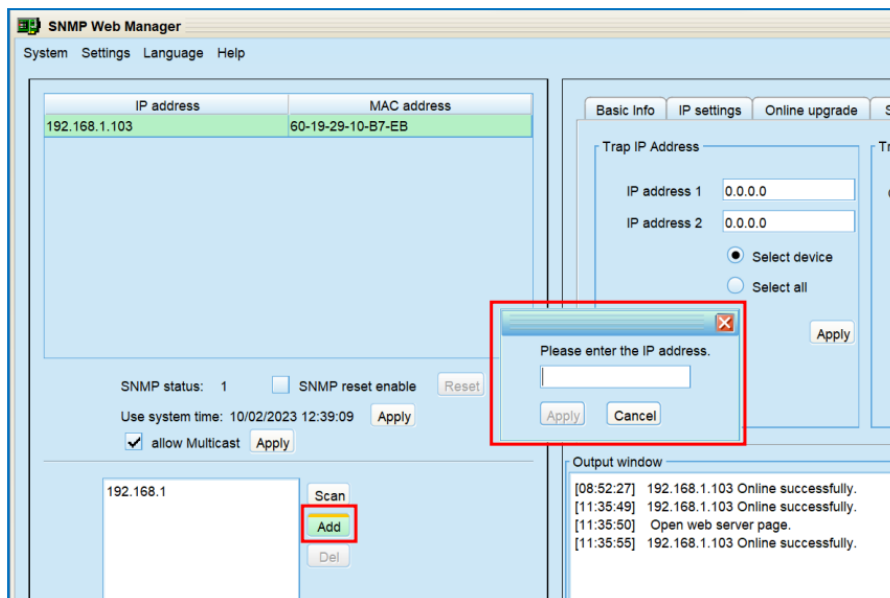 SNMP Web Manager
System Settings Language Help
IP address MAC address
192.168.1.103 60-19-29-10-B7-EB
SNMP status: 1 SNMP reset enable Reset
Use system time: 10/02/2023 12:39:09 Apply
allow Multicast Apply
192.168.1
Scan
Add
Del
Basic Info IP settings Online upgrade S
Trap IP Address
IP address 1 0.0.0.0
IP address 2 0.0.0.0
Select device
Select all
Apply
Please enter the IP address.
Apply Cancel
Output window
[08:52:27] 192.168.1.103 Online successfully.
[11:35:49] 192.168.1.103 Online successfully.
[11:35:50] Open web server page.
[11:35:55] 192.168.1.103 Online successfully.